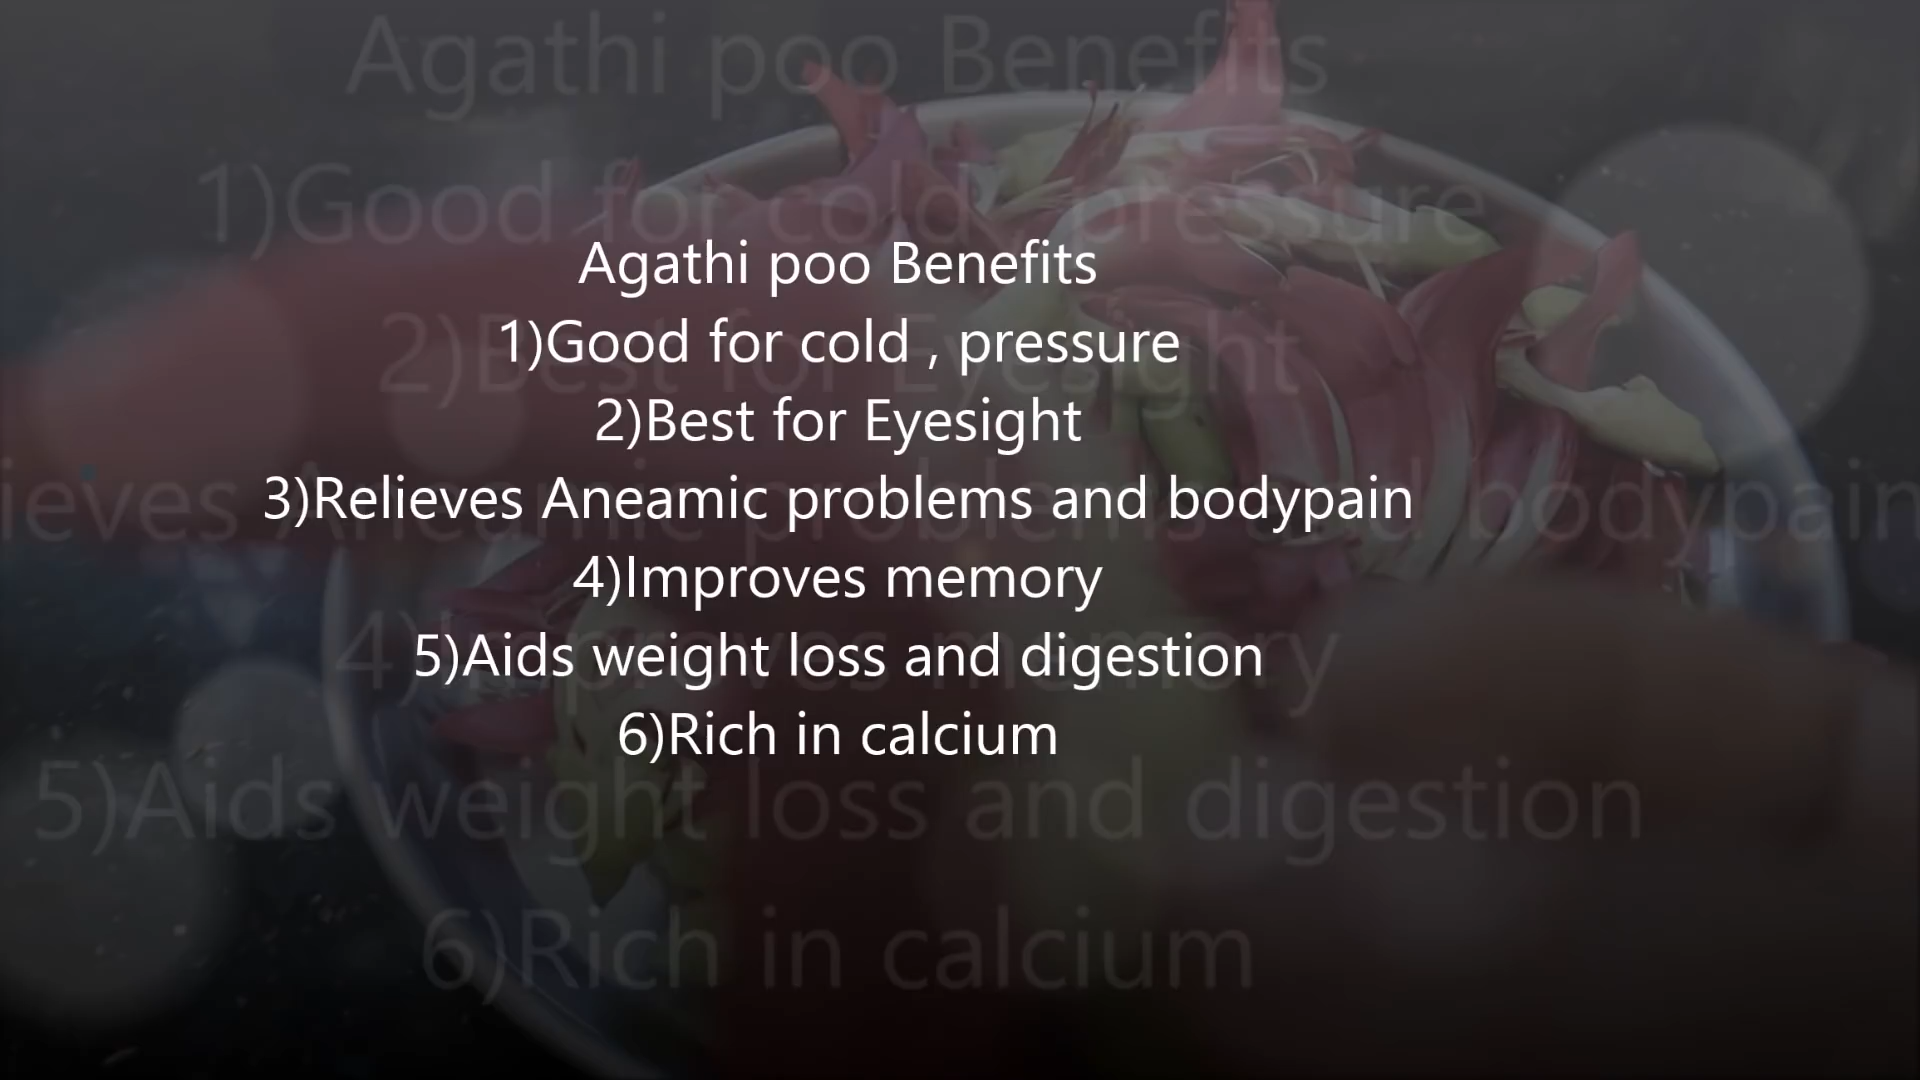 Agathi poo Benefits
1)Good for cold , pressure
2)Best for Eyesight
3)Relieves Aneamic problems and bodypain
4)Improves memory
5)Aids weight loss and digestion
6)Rich in calcium